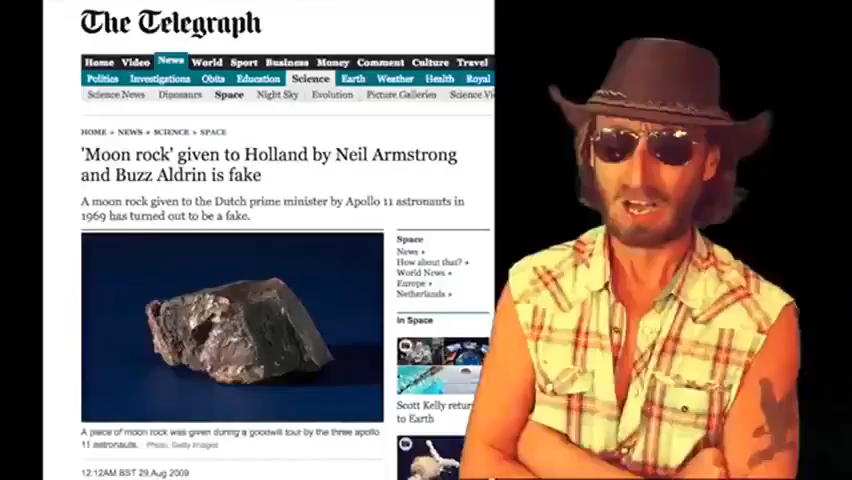 The Telegraph
Home Video News World Sport Business Money Comment Culture Travel
Politics Investigations Obits Education Science Earth Weather Health Royal
Science News Dinosaurs Space Night Sky Evolution Picture Galleries Science
HOME » NEWS » SCIENCE » SPACE
'Moon rock' given to Holland by Neil Armstrong
and Buzz Aldrin is fake
A moon rock given to the Dutch prime minister by Apollo 11 astronauts in
1969 has turned out to be a fake.
Space
News »
How about that? »
World News »
Europe »
Netherlands »
In Space
Scott Kelly
to Earth
A piece of moon rock was given during a goodwill tour by the three apollo
11 astronauts. Photo: Getty Images
12:12AM BST 29 Aug 2009